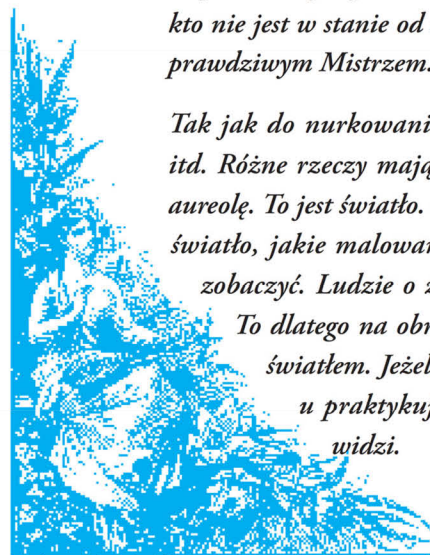 kto nie jest w stanie od
prawdziwym Mistrzem.
Tak jak do nurkowani
itd. Różne rzeczy mają
aureolę. To jest światło.
światło, jakie malowan
zobaczyć. Ludzie o z
To dlatego na obr
światłem. Jeżel
u praktykuj
widzi.